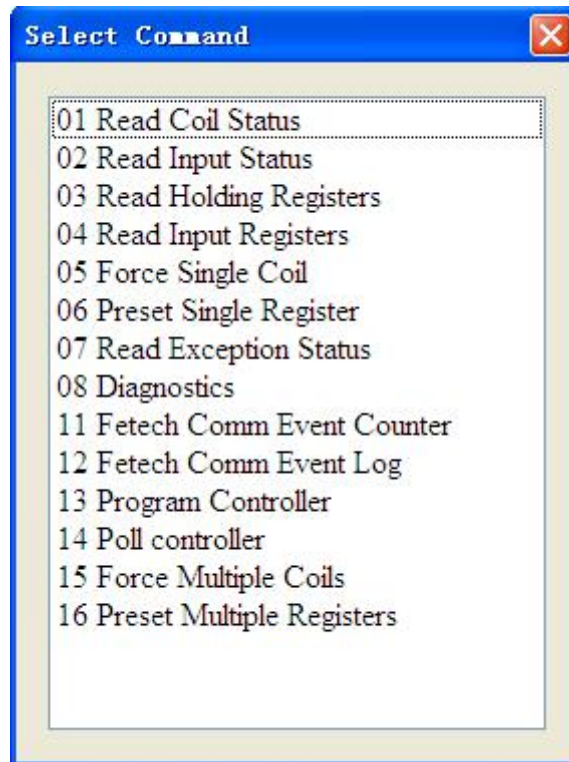 Select Command
01 Read Coil Status
02 Read Input Status
03 Read Holding Registers
04 Read Input Registers
05 Force Single Coil
06 Preset Single Register
07 Read Exception Status
08 Diagnostics
11 Fetech Comm Event Counter
12 Fetech Comm Event Log
13 Program Controller
14 Poll controller
15 Force Multiple Coils
16 Preset Multiple Registers